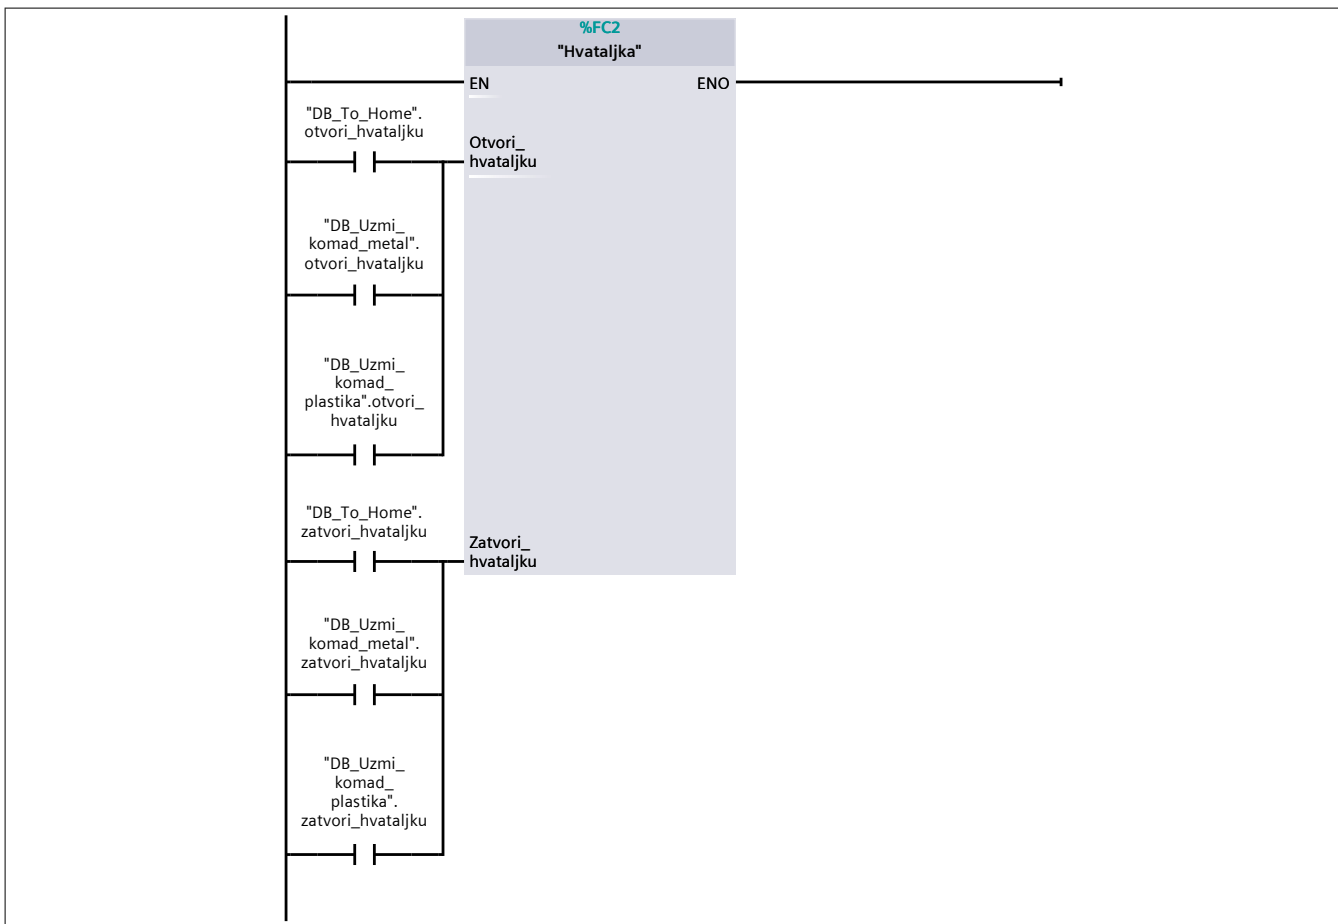 %FC2
"Hvataljka"
EN
ENO
"DB_To_Home".
otvori_hvataljku
Otvori_
hvataljku
"DB_Uzmi_
komad_metal".
otvori_hvataljku
"DB_Uzmi_
komad_
plastika".otvori_
hvataljku
"DB_To_Home".
zatvori_hvataljku
Zatvori_
hvataljku
"DB_Uzmi_
komad_metal".
zatvori_hvataljku
"DB_Uzmi_
komad_
plastika".
zatvori_hvataljku